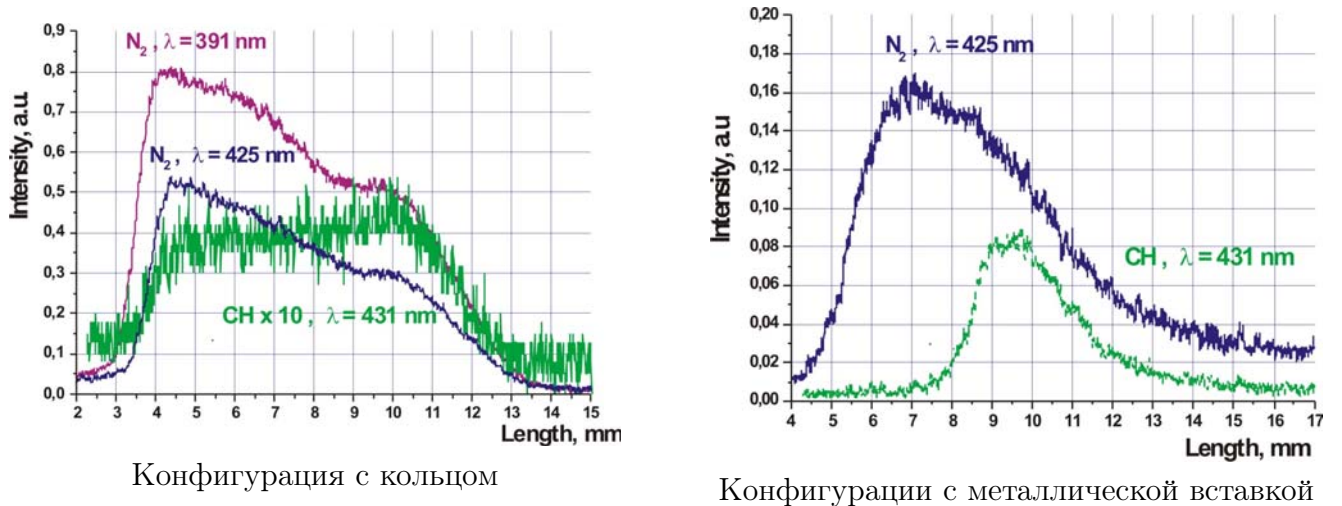 0,9
0,8
0,7
0,6
0,5
0,4
0,3
0,2
0,1
0,0
Intensity, a.u.
N2 , λ = 391 nm
N2 , λ = 425 nm
CH x 10 , λ = 431 nm
2 3 4 5 6 7 8 9 10 11 12 13 14 15
Length, mm
Конфигурация с кольцом
0,20
0,18
0,16
0,14
0,12
0,10
0,08
0,06
0,04
0,02
0,00
Intensity, a.u
N2 , λ = 425 nm
CH , λ = 431 nm
4 5 6 7 8 9 10 11 12 13 14 15 16 17
Length, mm
Конфигурации с металлической вставкой